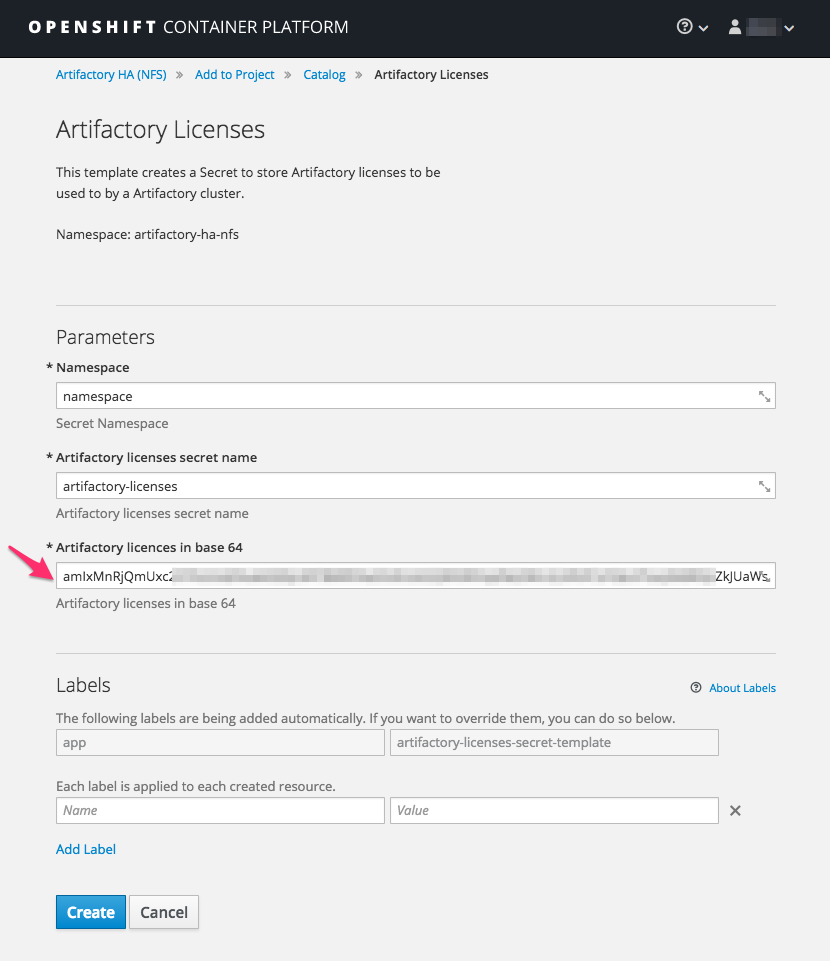 OPENSHIFT CONTAINER PLATFORM
Artifactory HA (NFS) » Add to Project » Catalog » Artifactory Licenses
Artifactory Licenses
This template creates a Secret to store Artifactory licenses to be
used to by a Artifactory cluster.
Namespace: artifactory-ha-nfs
Parameters
* Namespace
namespace
Secret Namespace
* Artifactory licenses secret name
artifactory-licenses
Artifactory licenses secret name
* Artifactory licences in base 64
Artifactory licenses in base 64
Labels
About Labels
The following labels are being added automatically. If you want to override them, you can do so below.
app artifactory-licenses-secret-template
Each label is applied to each created resource.
Name Value
Add Label
Create Cancel